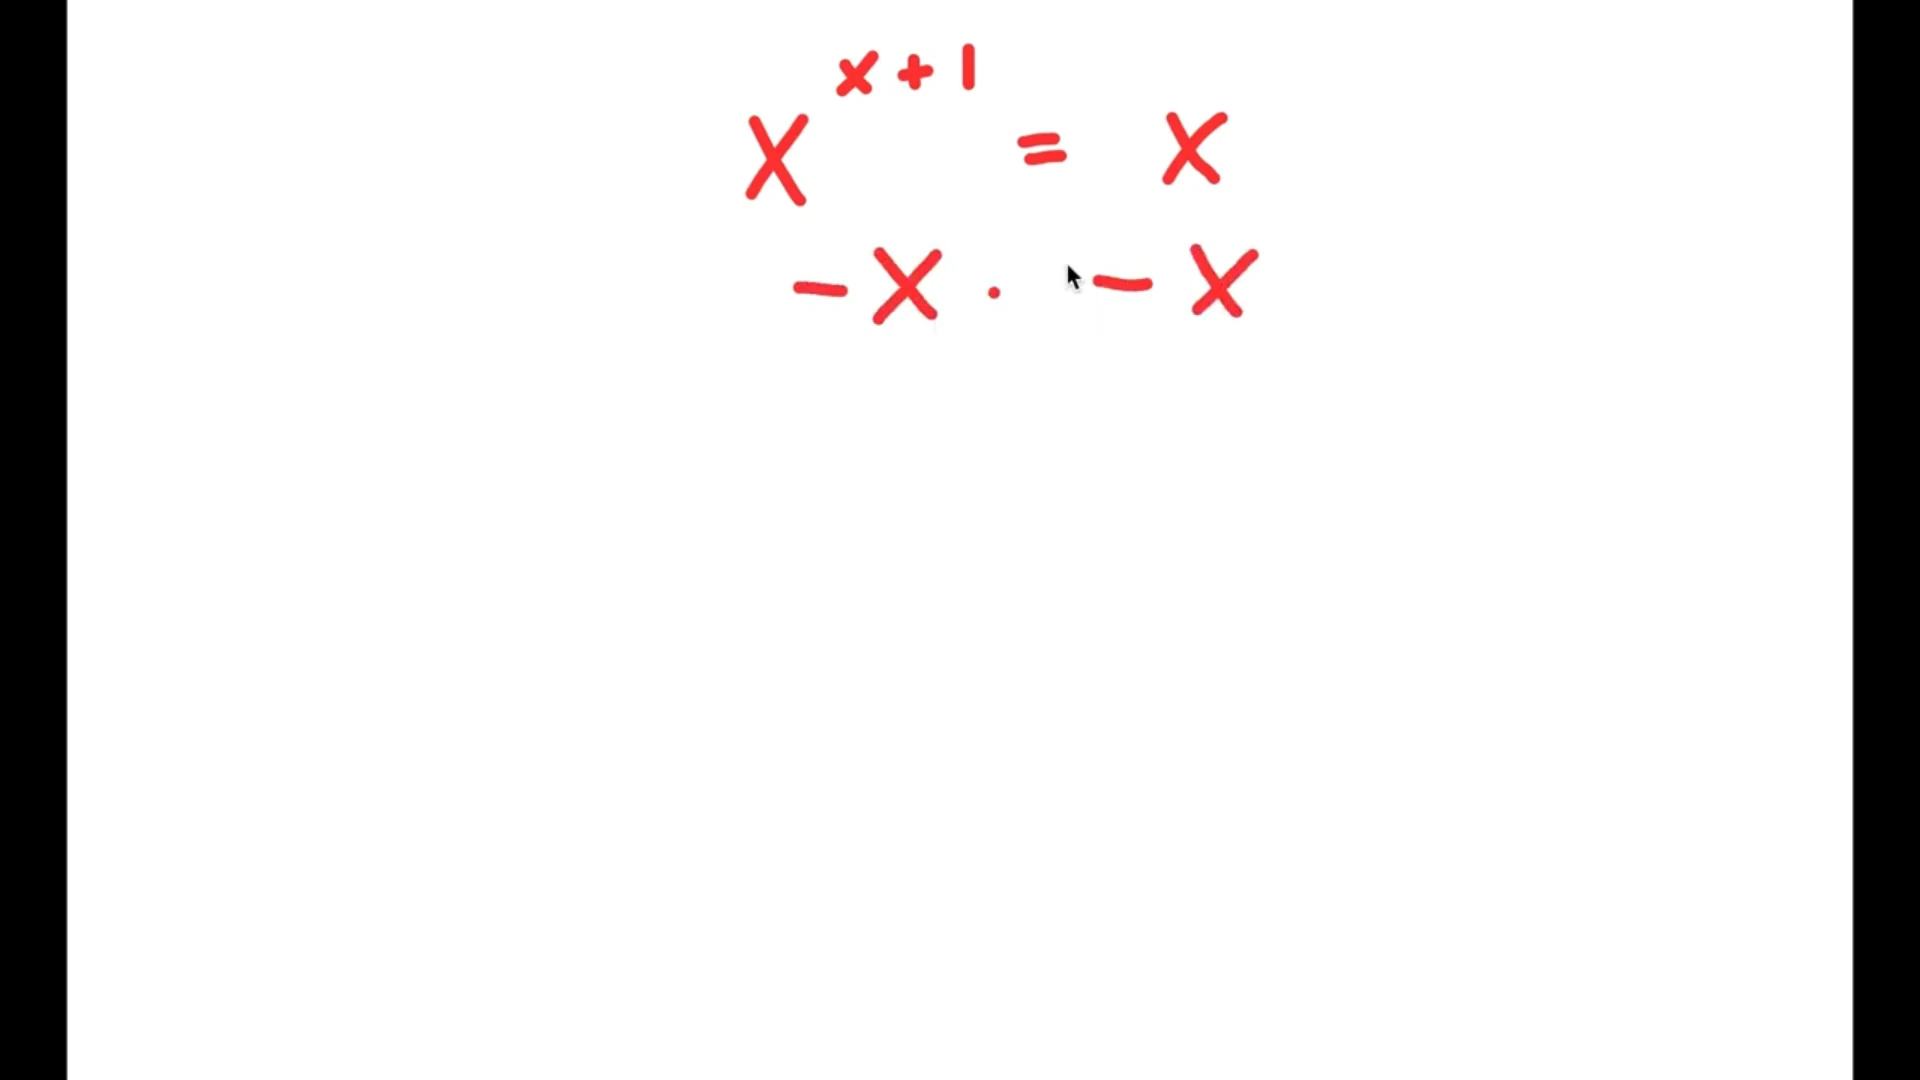 x^{x+1} = x
- x . - x